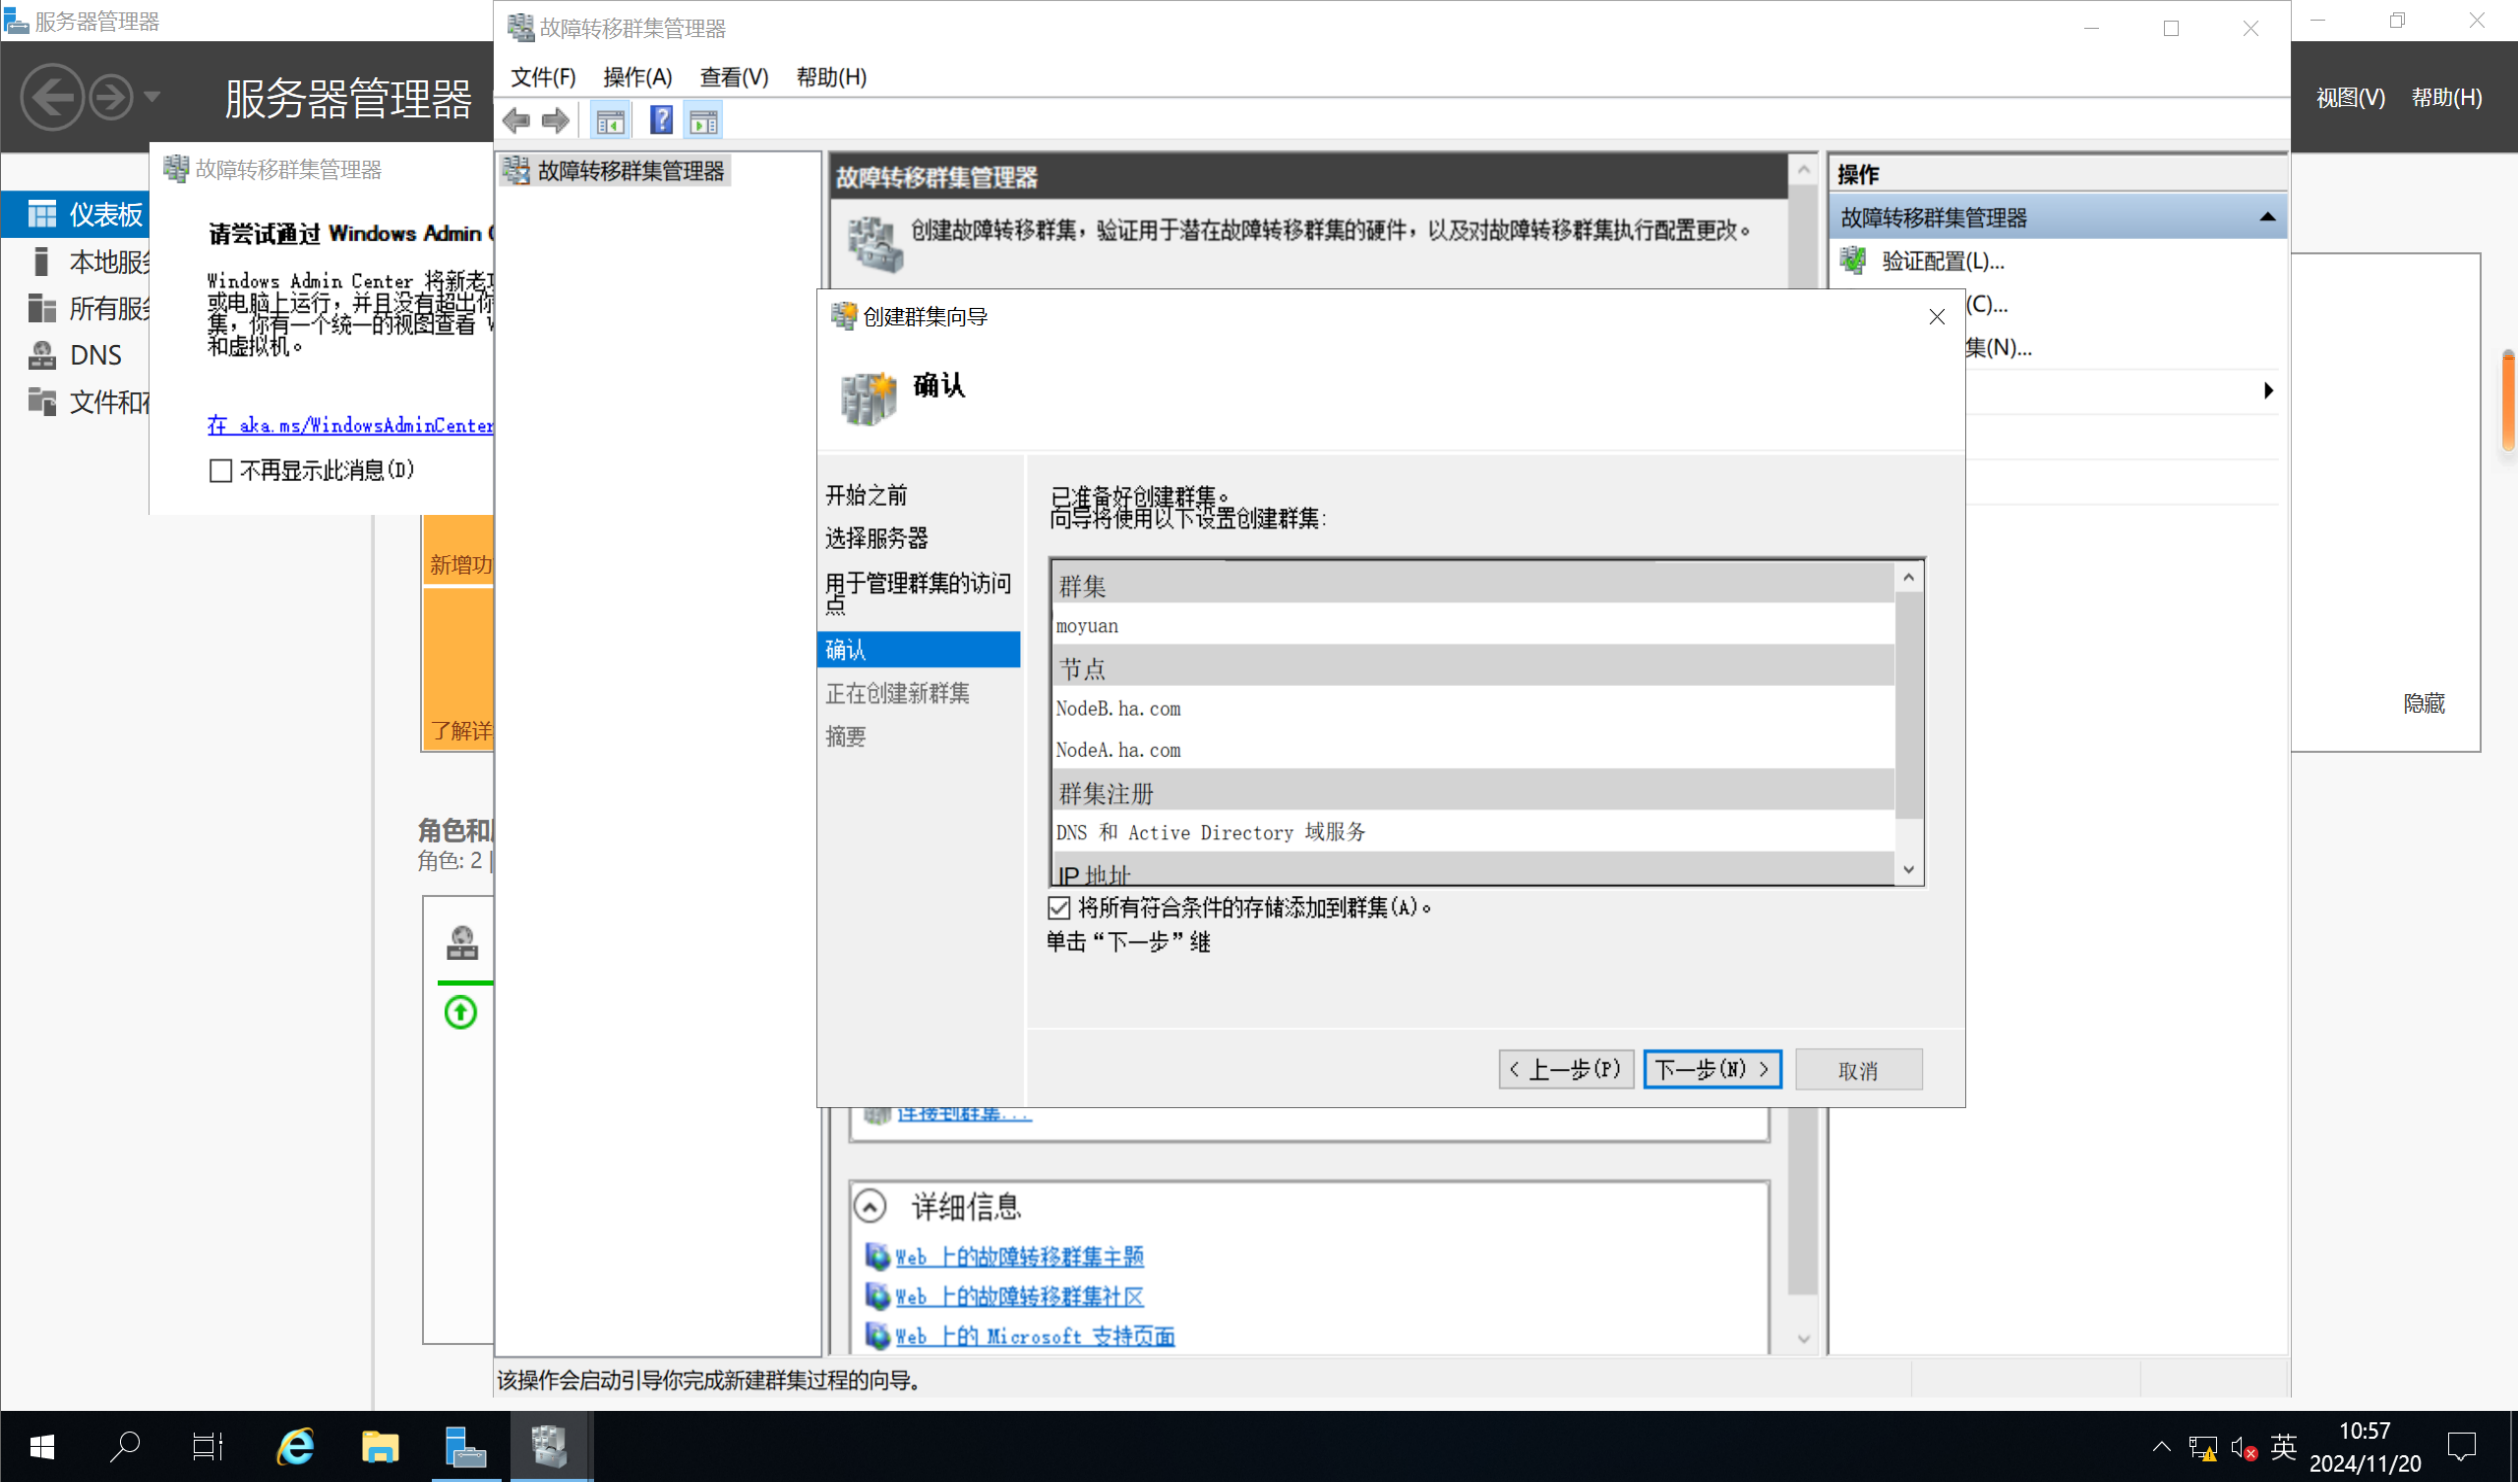 服务器管理器
服务器管理器
视图(V) 帮助(H)
仪表板
本地服务
所有服务
DNS
文件和存
新增功
了解详
隐藏
角色和
角色: 2 |
故障转移群集管理器
请尝试通过 Windows Admin
Windows Admin Center 将新老
或电脑上运行，并且没有超出你
集，你有一个统一的视图查看
和虚拟机。
在 aka.ms/WindowsAdminCenter
不再显示此消息(D)
故障转移群集管理器
文件(F) 操作(A) 查看(V) 帮助(H)
故障转移群集管理器
故障转移群集管理器
创建故障转移群集，验证用于潜在故障转移群集的硬件，以及对故障转移群集执行配置更改。
操作
故障转移群集管理器
验证配置(L)...
(C)...
集(N)...
创建群集向导
确认
开始之前
选择服务器
用于管理群集的访问
点
确认
正在创建新群集
摘要
已准备好创建群集。
向导将使用以下设置创建群集:
群集
moyuan
节点
NodeB.ha.com
NodeA.ha.com
群集注册
DNS 和 Active Directory 域服务
IP 地址
将所有符合条件的存储添加到群集(A)。
单击“下一步”继
< 上一步(P) 下一步(N) > 取消
连接到群集...
详细信息
Web 上的故障转移群集主题
Web 上的故障转移群集社区
Web 上的 Microsoft 支持页面
该操作会启动引导你完成新建群集过程的向导。
英
10:57
2024/11/20